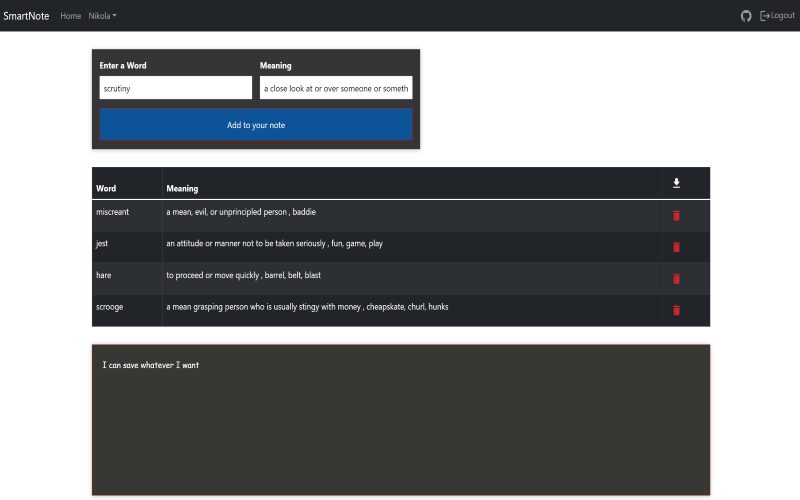 SmartNote Home Nikola Logout
Enter a Word Meaning
scrutiny a close look at or over someone or someth
Add to your note
Word Meaning
miscreant a mean, evil, or unprincipled person , baddie
jest an attitude or manner not to be taken seriously , fun, game, play
hare to proceed or move quickly , barrel, belt, blast
scrooge a mean grasping person who is usually stingy with money , cheapskate, churl, hunks
I can save whatever I want